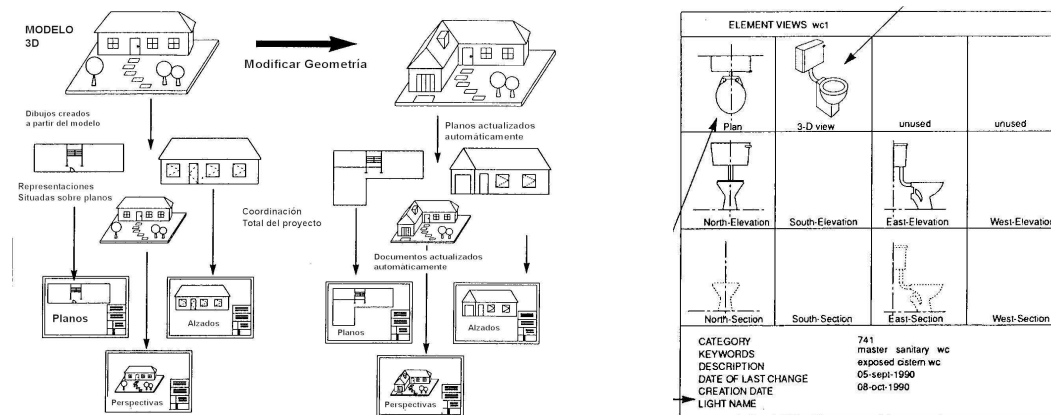 MODELO
3D
Modificar Geometría
Dibujos creados
a partir del modelo
Planos actualizados
automáticamente
Representaciones
Situadas sobre planos
Coordinación
Total del proyecto
Documentos actualizados
automáticamente
Planos
Alzados
Planos
Alzados
Perspectivas
Perspectivas
ELEMENT VIEWS wc1
Plan
3-D view
unused
unused
North-Elevation
South-Elevation
East-Elevation
West-Elevation
North-Section
South-Section
East-Section
West-Section
CATEGORY 741
KEYWORDS master sanitary wc
DESCRIPTION exposed cistern wc
DATE OF LAST CHANGE 05-sept-1990
CREATION DATE 08-oct-1990
LIGHT NAME